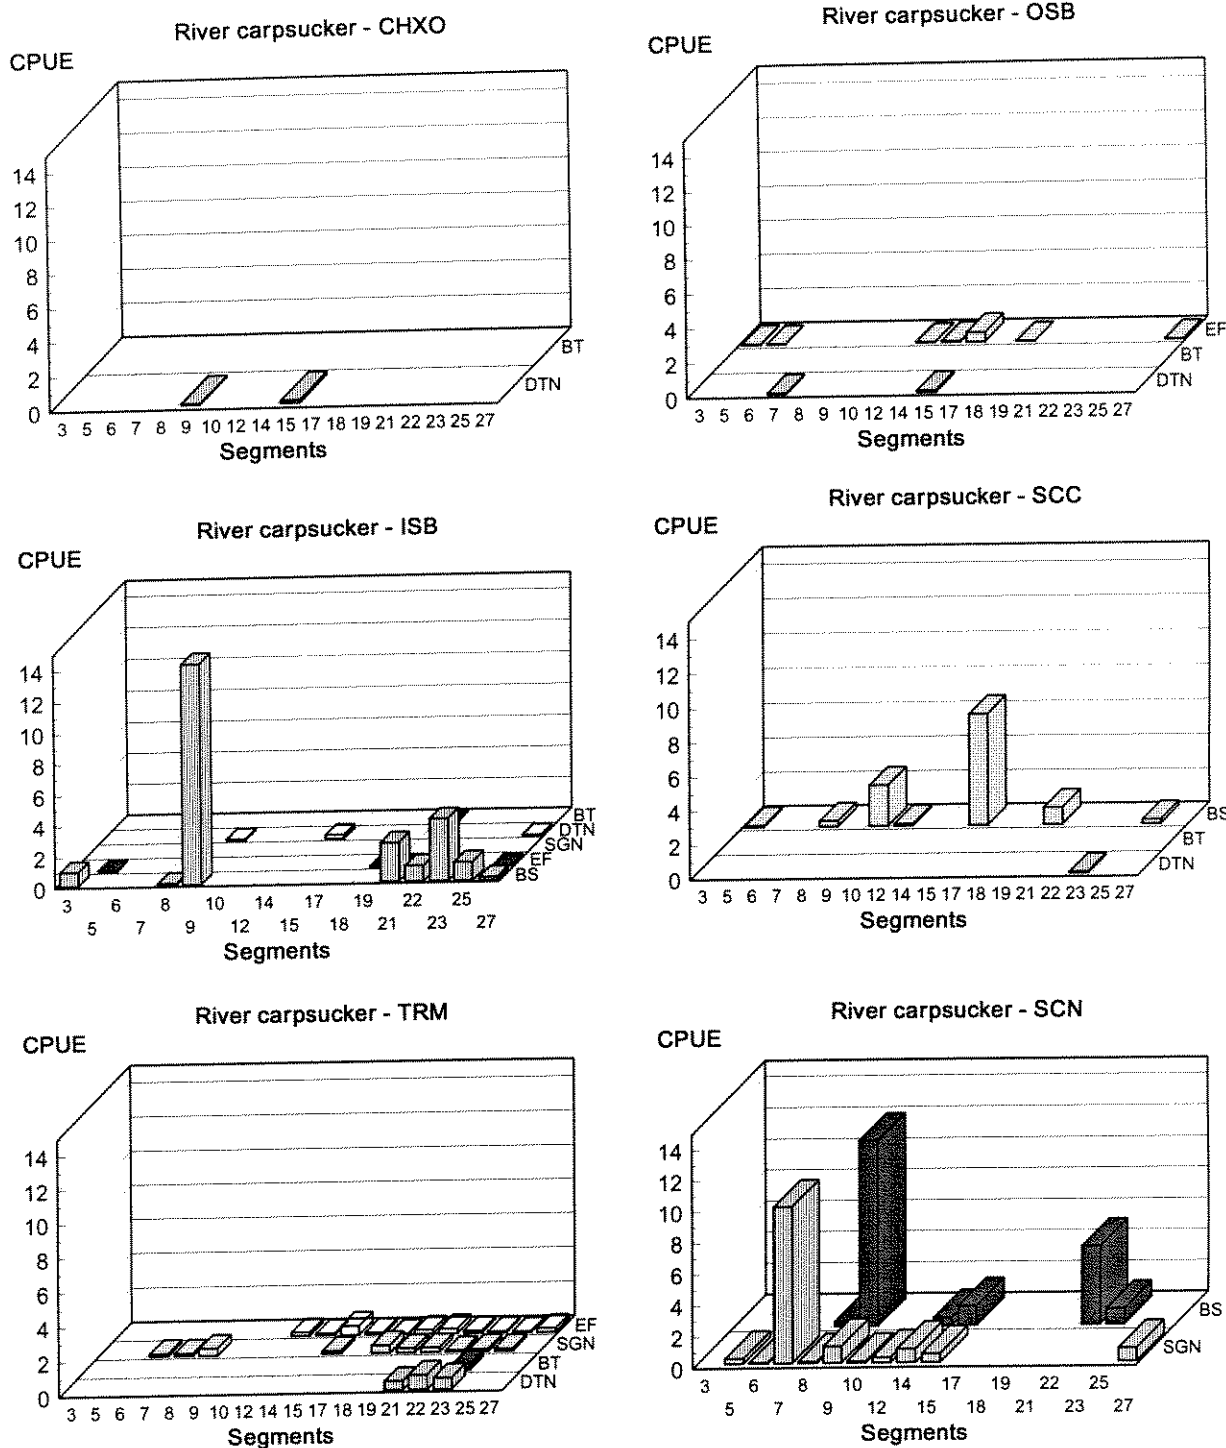 River carpsucker - CHXO
CPUE
14
12
10
8
6
4
2
0
BT
DTN
3 5 6 7 8 9 10 12 14 15 17 18 19 21 22 23 25 27
Segments
River carpsucker - OSB
CPUE
14
12
10
8
6
4
2
0
EF
BT
DTN
3 5 6 7 8 9 10 12 14 15 17 18 19 21 22 23 25 27
Segments
River carpsucker - ISB
CPUE
14
12
10
8
6
4
2
0
BT
DTN
SGN
EF
BS
3 6 8 10 14 17 19 22 25
5 7 9 12 15 18 21 23 27
Segments
River carpsucker - SCC
CPUE
14
12
10
8
6
4
2
0
BS
BT
DTN
3 5 6 7 8 9 10 12 14 15 17 18 19 21 22 23 25 27
Segments
River carpsucker - TRM
CPUE
14
12
10
8
6
4
2
0
EF
SGN
BT
DTN
3 5 6 7 8 9 10 12 14 15 17 18 19 21 22 23 25 27
Segments
River carpsucker - SCN
CPUE
14
12
10
8
6
4
2
0
BS
SGN
3 6 8 10 14 17 19 22 25
5 7 9 12 15 18 21 23 27
Segments